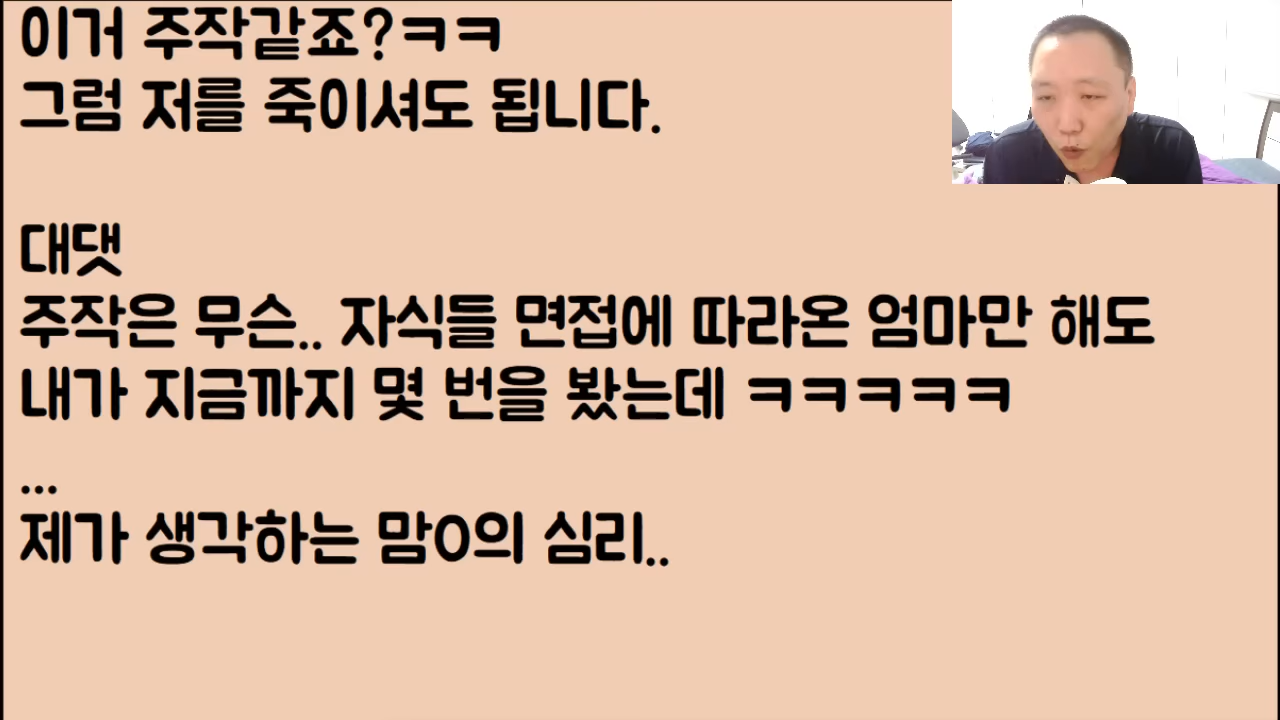 이거 주작같죠?ㅋㅋ
그럼 저를 죽이셔도 됩니다.
대댓
주작은 무슨.. 자식들 면접에 따라온 엄마만 해도
내가 지금까지 몇 번을 봤는데 ㅋㅋㅋㅋㅋ
...
제가 생각하는 맘O의 심리..